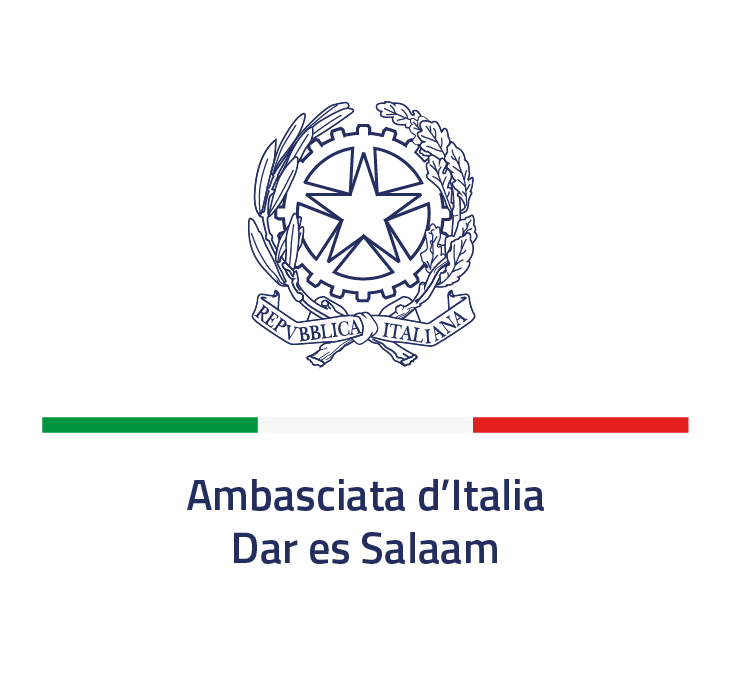 REPVBBLICA ITALIANA
Ambasciata d’Italia
Dar es Salaam